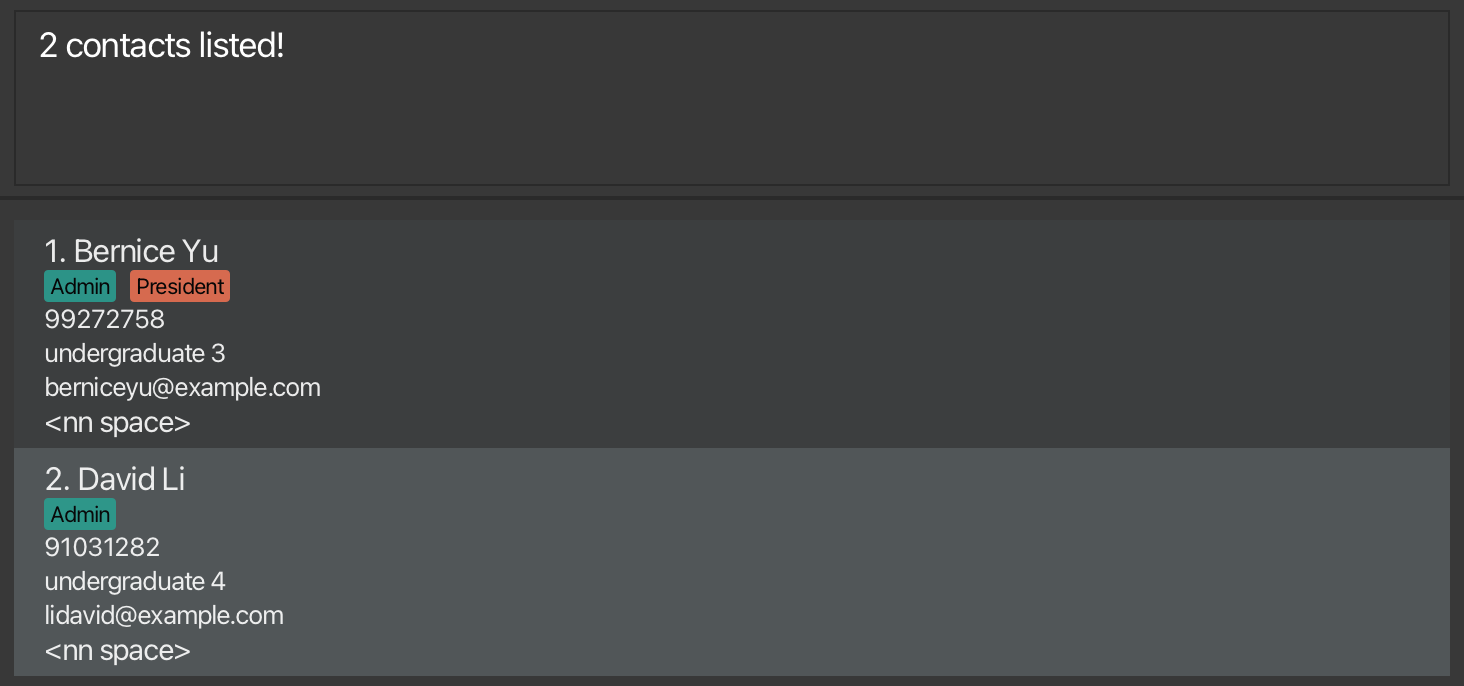 2 contacts listed!
1. Bernice Yu
Admin President
99272758
undergraduate 3
berniceyu@example.com
<nn space>
2. David Li
Admin
91031282
undergraduate 4
lidavid@example.com
<nn space>